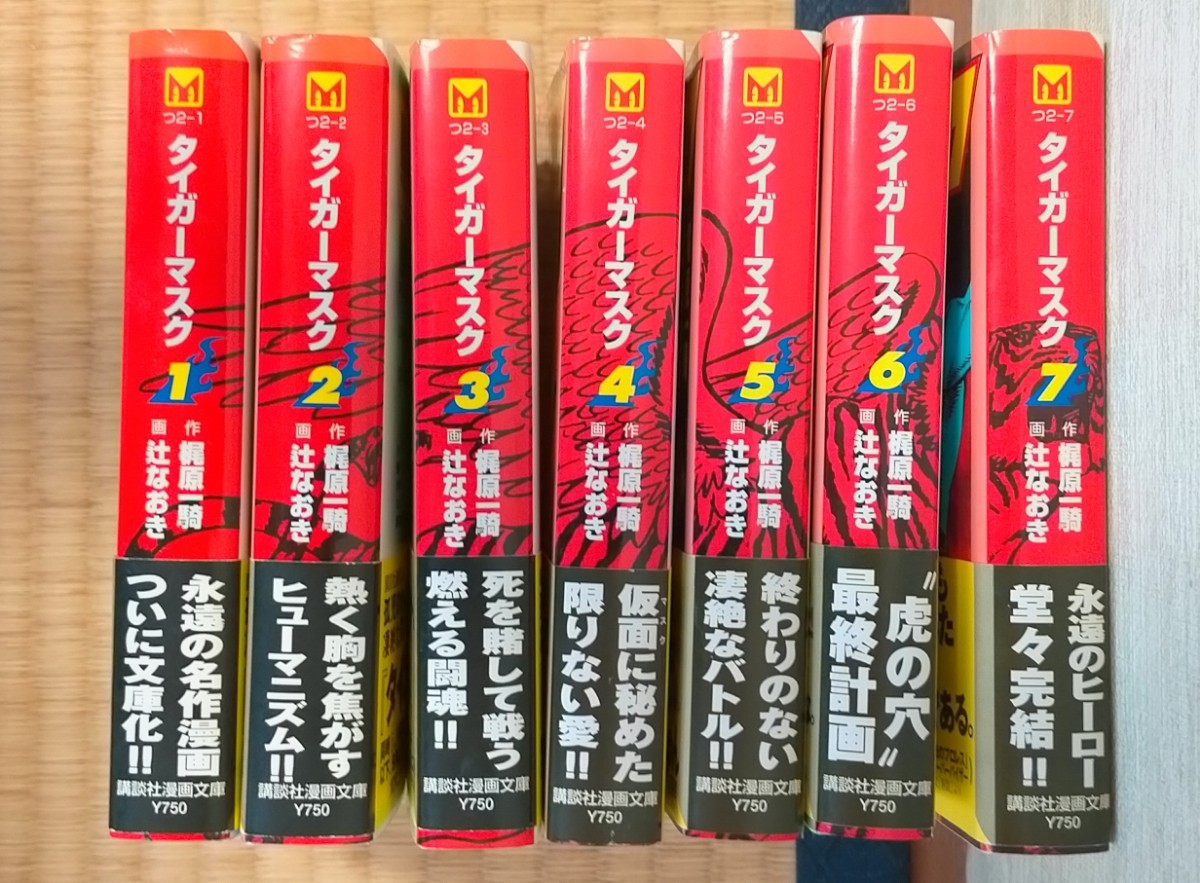 つ2-1
タイガーマスク
1
作 梶原一騎
画 辻なおき
永遠の名作漫画
ついに文庫化!!
講談社漫画文庫
Y750
つ2-2
タイガーマスク
2
作 梶原一騎
画 辻なおき
熱く胸を焦がす
ヒューマニズム!!
講談社漫画文庫
Y750
つ2-3
タイガーマスク
3
作 梶原一騎
画 辻なおき
死を賭して戦う
燃える闘魂!!
講談社漫画文庫
Y750
つ2-4
タイガーマスク
4
作 梶原一騎
画 辻なおき
仮面に秘めた
マスク
限りない愛!!
講談社漫画文庫
Y750
つ2-5
タイガーマスク
5
作 梶原一騎
画 辻なおき
終わりのない
凄絶なバトル!!
講談社漫画文庫
Y750
つ2-6
タイガーマスク
6
作 梶原一騎
画 辻なおき
〝虎の穴〟
最終計画
講談社漫画文庫
Y750
つ2-7
タイガーマスク
7
作 梶原一騎
画 辻なおき
永遠のヒーロー
堂々完結!!
講談社漫画文庫
Y750
ある。